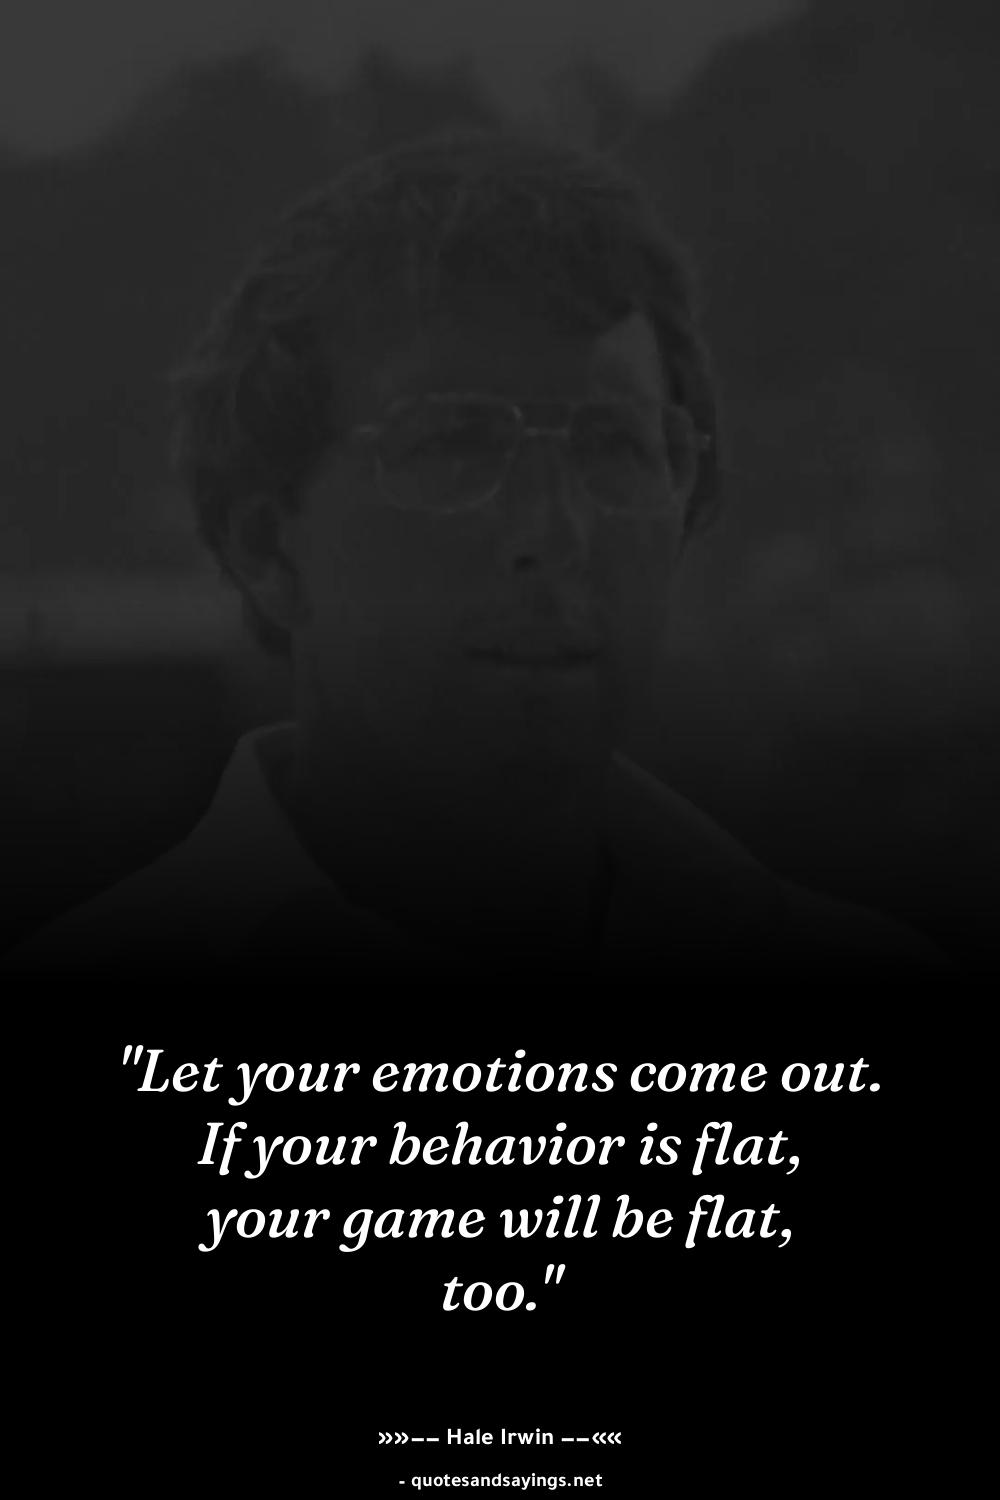 "Let your emotions come out.
If your behavior is flat,
your game will be flat,
too."
»»−− Hale Irwin −−««
- quotesandsayings.net